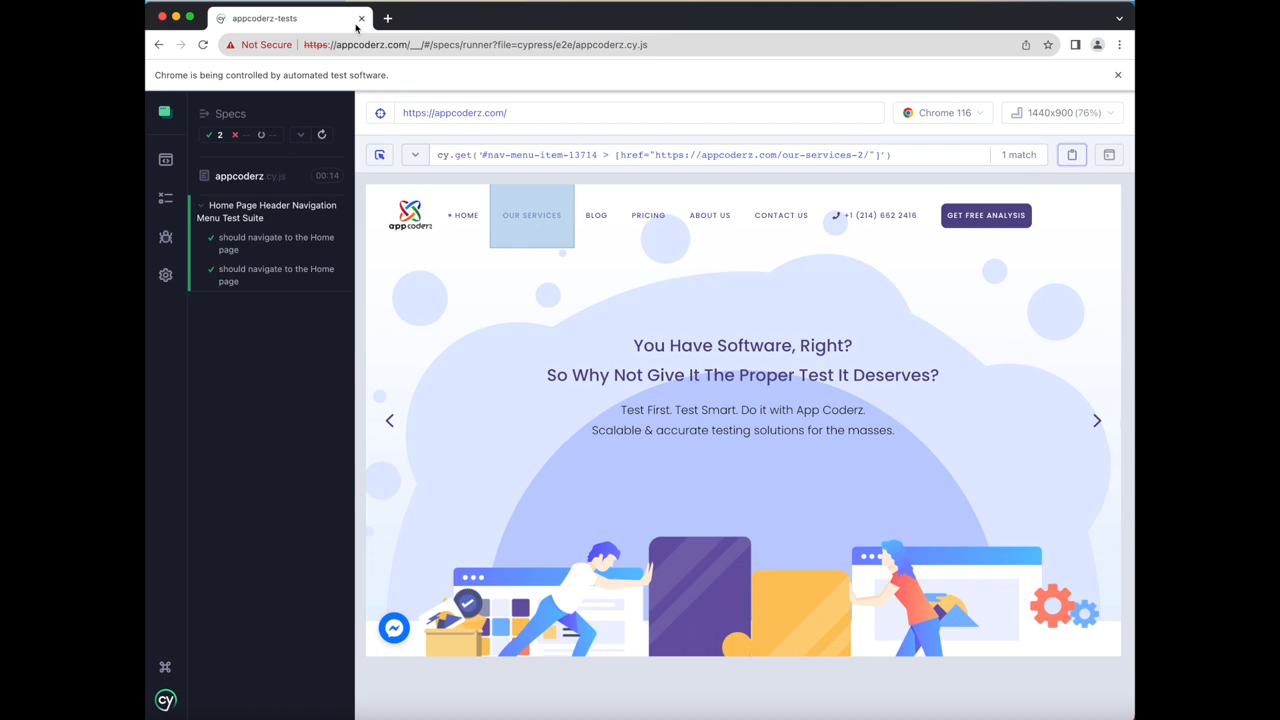 cy appcoderz-tests
Not Secure https://appcoderz.com/__/#/specs/runner?file=cypress/e2e/appcoderz.cy.js
Chrome is being controlled by automated test software.
Specs
2 -- --
appcoderz cy.js 00:14
Home Page Header Navigation
Menu Test Suite
should navigate to the Home
page
should navigate to the Home
page
cy
https://appcoderz.com/ Chrome 116 1440x900 (76%)
cy.get('#nav-menu-item-13714 > [href="https://appcoderz.com/our-services-2/"]') 1 match
app coderz
HOME OUR SERVICES BLOG PRICING ABOUT US CONTACT US +1 (214) 662 2416 GET FREE ANALYSIS
You Have Software, Right?
So Why Not Give It The Proper Test It Deserves?
Test First. Test Smart. Do it with App Coderz.
Scalable & accurate testing solutions for the masses.